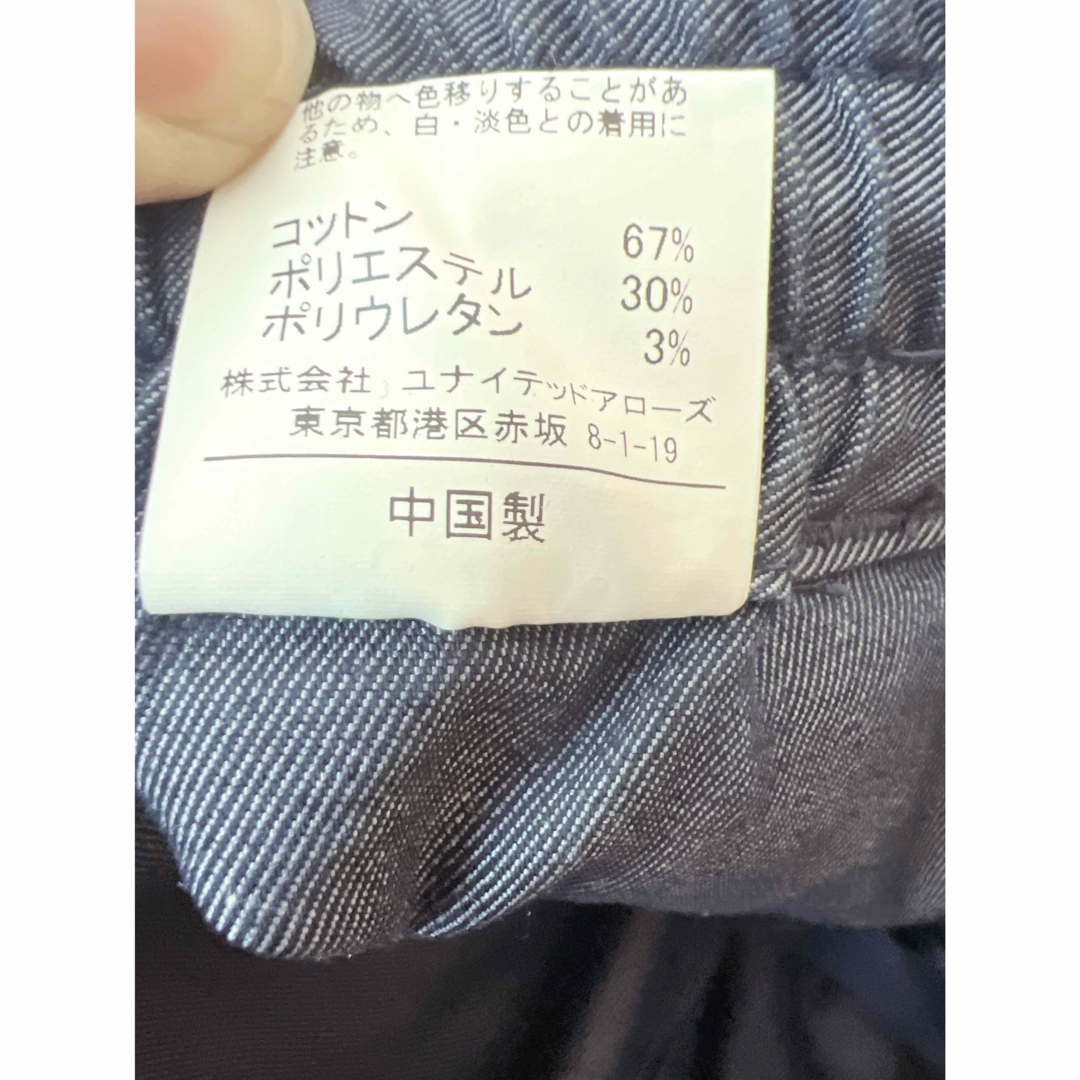 他の物へ色移りすることがあ
るため、白・淡色との着用に
注意。
コットン 67%
ポリエステル 30%
ポリウレタン 3%
株式会社 ユナイテッドアローズ
東京都港区赤坂 8-1-19
中国製